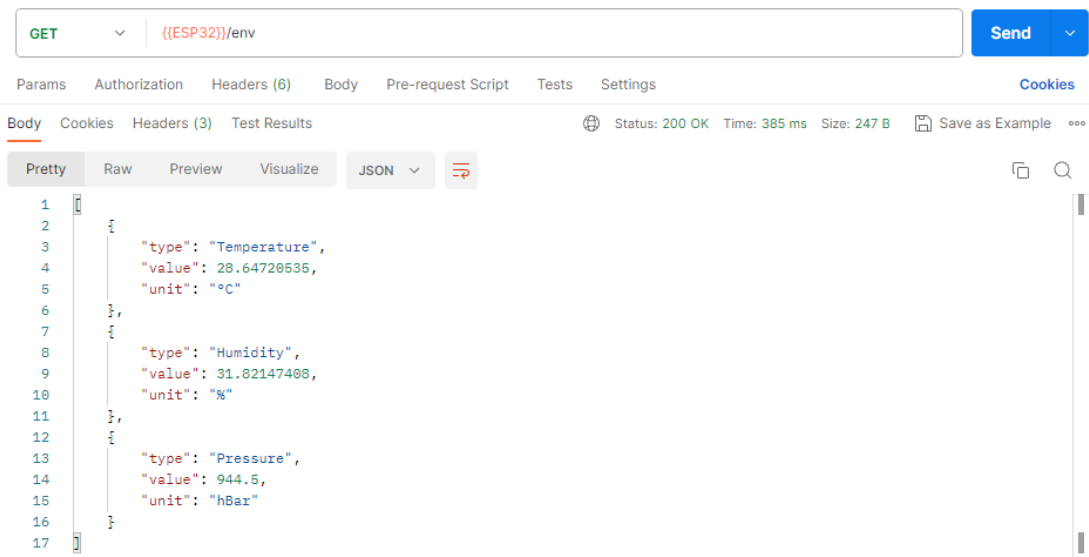 GET {{ESP32}}/env Send
Params Authorization Headers (6) Body Pre-request Script Tests Settings Cookies
Body Cookies Headers (3) Test Results Status: 200 OK Time: 385 ms Size: 247 B Save as Example
Pretty Raw Preview Visualize JSON
1 [
2 {
3 "type": "Temperature",
4 "value": 28.64720535,
5 "unit": "°C"
6 },
7 {
8 "type": "Humidity",
9 "value": 31.82147408,
10 "unit": "%"
11 },
12 {
13 "type": "Pressure",
14 "value": 944.5,
15 "unit": "hBar"
16 }
17 ]